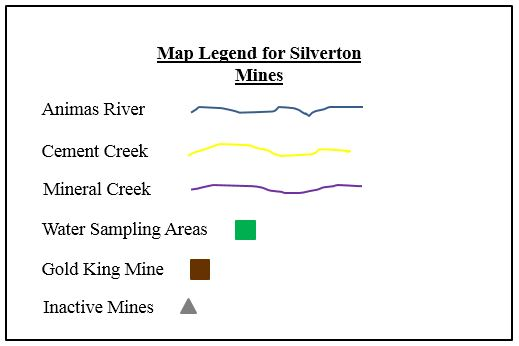 Map Legend for Silverton
Mines
Animas River
Cement Creek
Mineral Creek
Water Sampling Areas
Gold King Mine
Inactive Mines